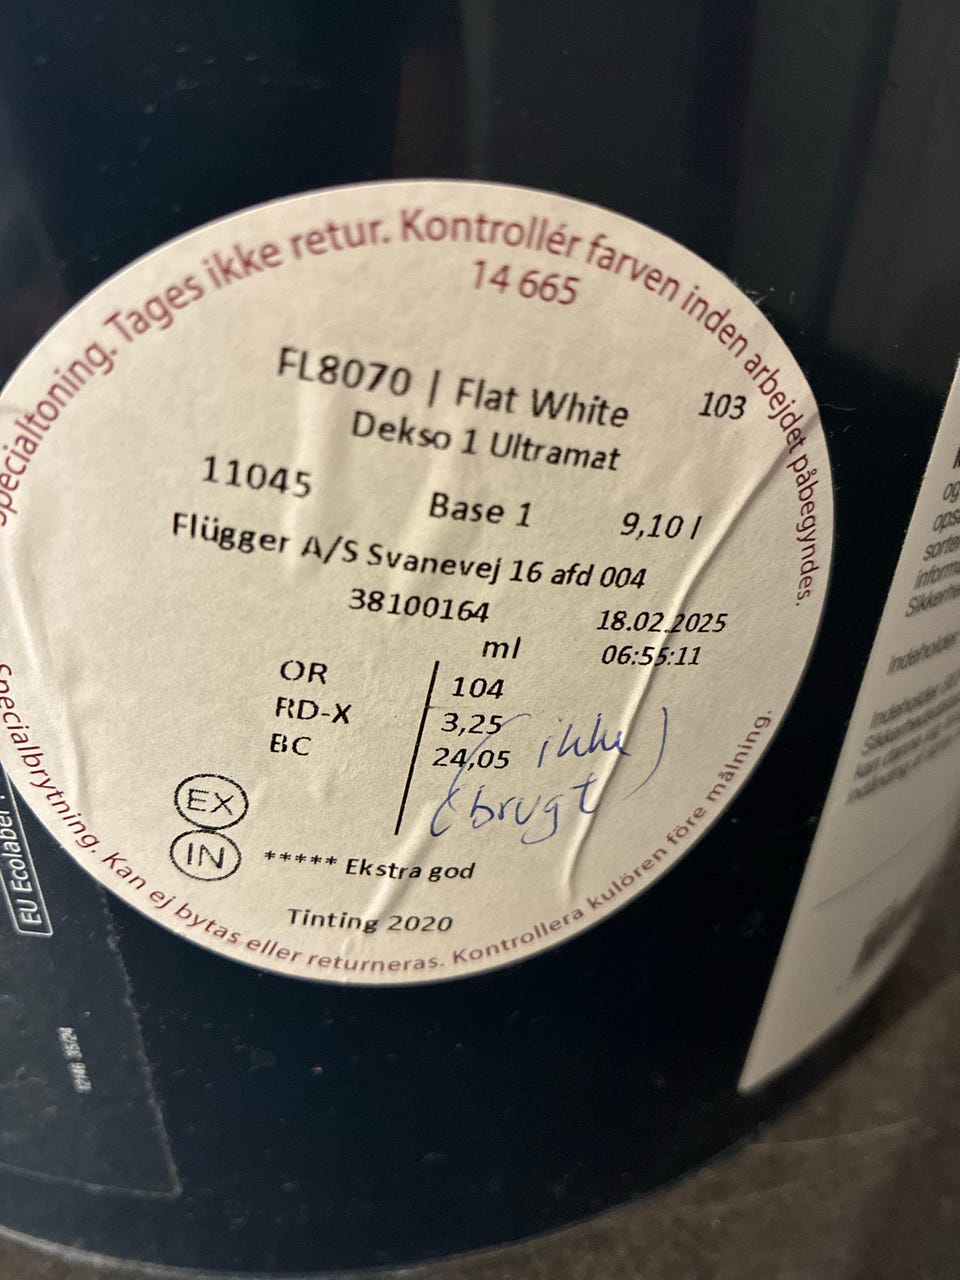 Specialtoning. Tages ikke retur. Kontrollér farven inden arbejdet påbegyndes.
14 665
FL8070 | Flat White
103
Dekso 1 Ultramat
11045
Base 1
9,10 l
Flügger A/S Svanevej 16 afd 004
38100164
18.02.2025
ml
06:55:11
OR 104
RD-X 3,25
BC 24,05
( ikke )
( brugt
EX
IN
***** Ekstra god
Tinting 2020
Specialbrytning. Kan ej bytas eller returneras. Kontrollera kulören före målning.
EU Ecolabel